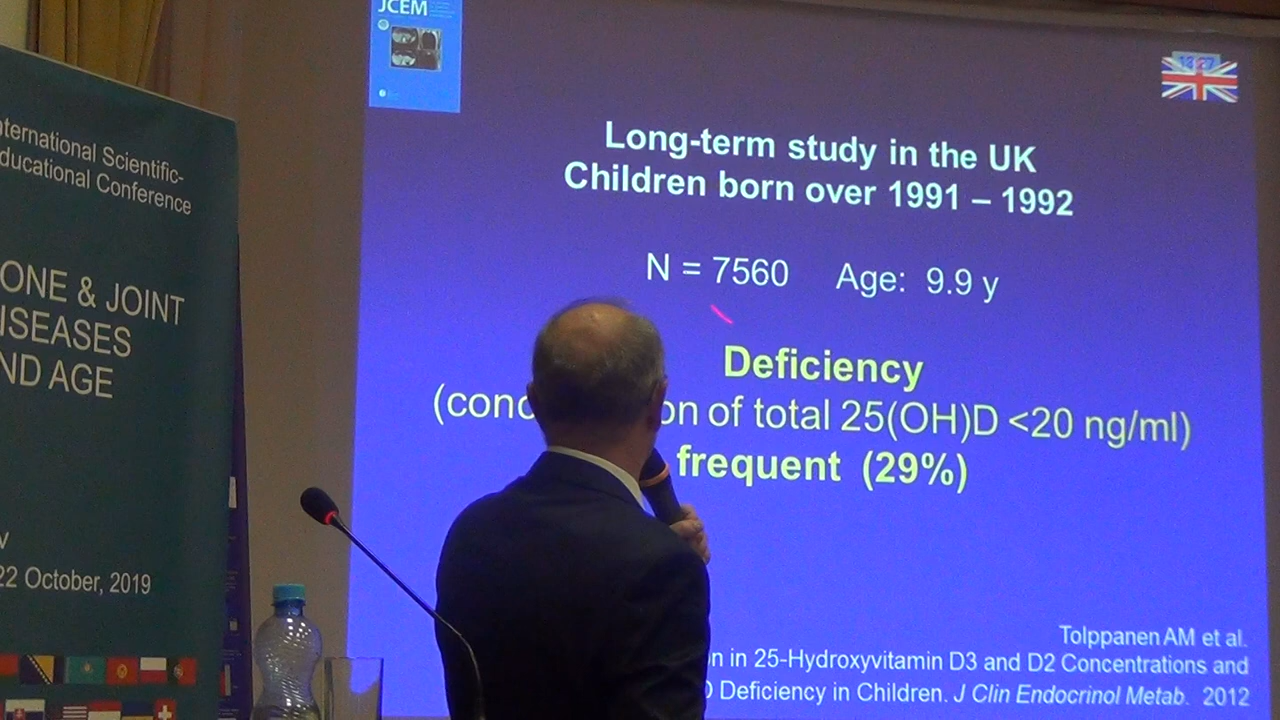 nternational Scientific-
ducational Conference
ONE & JOINT
ISEASES
ND AGE
V
22 October, 2019
JCEM
Long-term study in the UK
Children born over 1991 – 1992
N = 7560 Age: 9.9 y
Deficiency
(conc on of total 25(OH)D <20 ng/ml)
frequent (29%)
Tolppanen AM et al.
n in 25-Hydroxyvitamin D3 and D2 Concentrations and
D Deficiency in Children. J Clin Endocrinol Metab. 2012